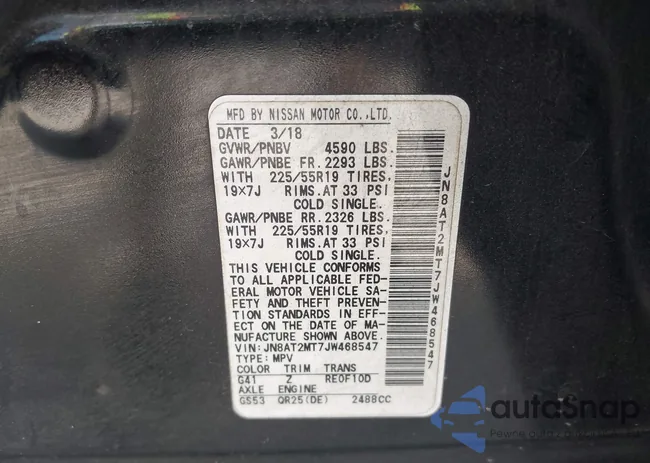 MFD BY NISSAN MOTOR CO.,LTD.
DATE 3/18
GVWR/PNBV 4590 LBS.
GAWR/PNBE FR. 2293 LBS.
WITH 225/55R19 TIRES,
19×7J RIMS. AT 33 PSI
COLD SINGLE.
GAWR/PNBE RR. 2326 LBS.
WITH 225/55R19 TIRES,
19×7J RIMS. AT 33 PSI
COLD SINGLE.
THIS VEHICLE CONFORMS
TO ALL APPLICABLE FED-
ERAL MOTOR VEHICLE SA-
FETY AND THEFT PREVEN-
TION STANDARDS IN EFF-
ECT ON THE DATE OF MA-
NUFACTURE SHOWN ABOVE.
VIN: JN8AT2MT7JW468547
TYPE: MPV
COLOR TRIM TRANS
G41 Z RE0F10D
AXLE ENGINE
GS53 QR25(DE) 2488CC
JN8AT2MT7JW468547
autoSnap
Pewne auta z